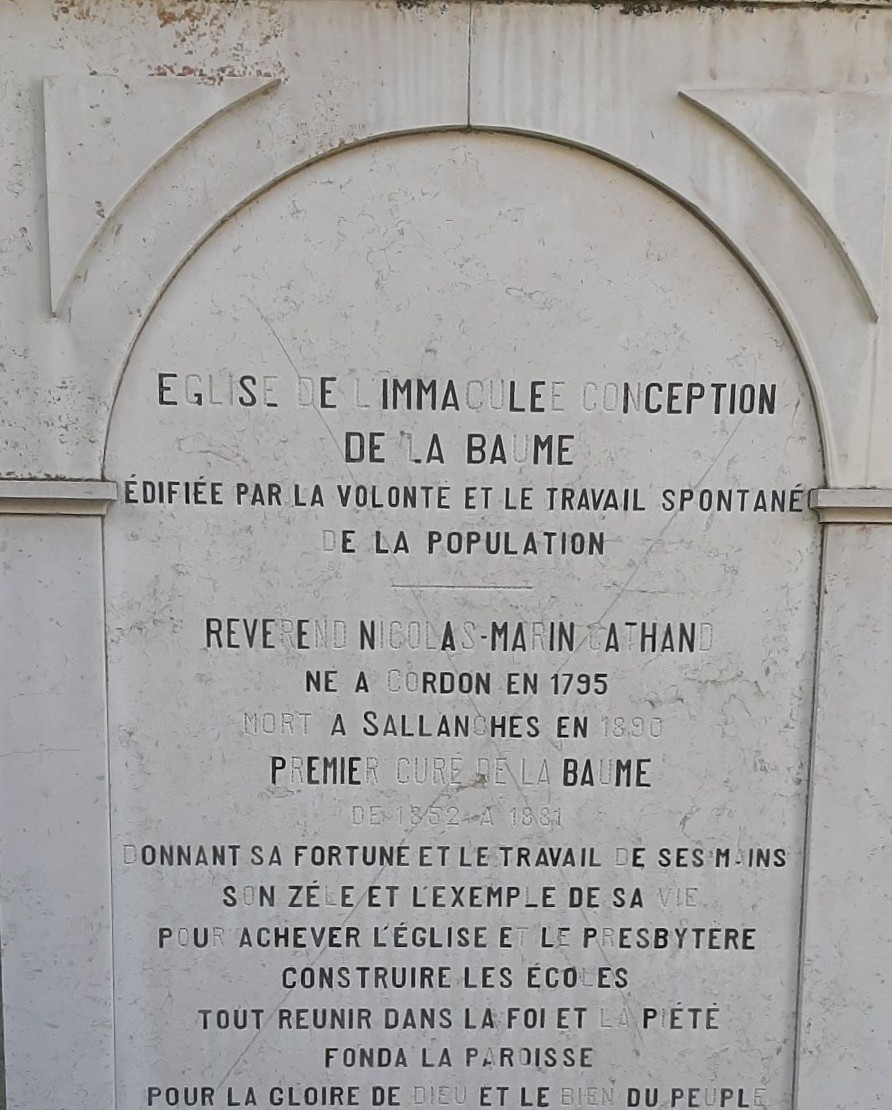 EGLISE DE L'IMMACULEE CONCEPTION
DE LA BAUME
ÉDIFIÉE PAR LA VOLONTÉ ET LE TRAVAIL SPONTANÉ
DE LA POPULATION
REVEREND NICOLAS-MARIN CATHAND
NE A CORDON EN 1795
MORT A SALLANCHES EN 1890
PREMIER CURÉ DE LA BAUME
DE 1852 A 1881
DONNANT SA FORTUNE ET LE TRAVAIL DE SES MAINS
SON ZÉLE ET L'EXEMPLE DE SA VIE
POUR ACHEVER L'ÉGLISE ET LE PRESBYTÈRE
CONSTRUIRE LES ÉCOLES
TOUT REUNIR DANS LA FOI ET LA PIÉTÉ
FONDA LA PAROISSE
POUR LA GLOIRE DE DIEU ET LE BIEN DU PEUPLE